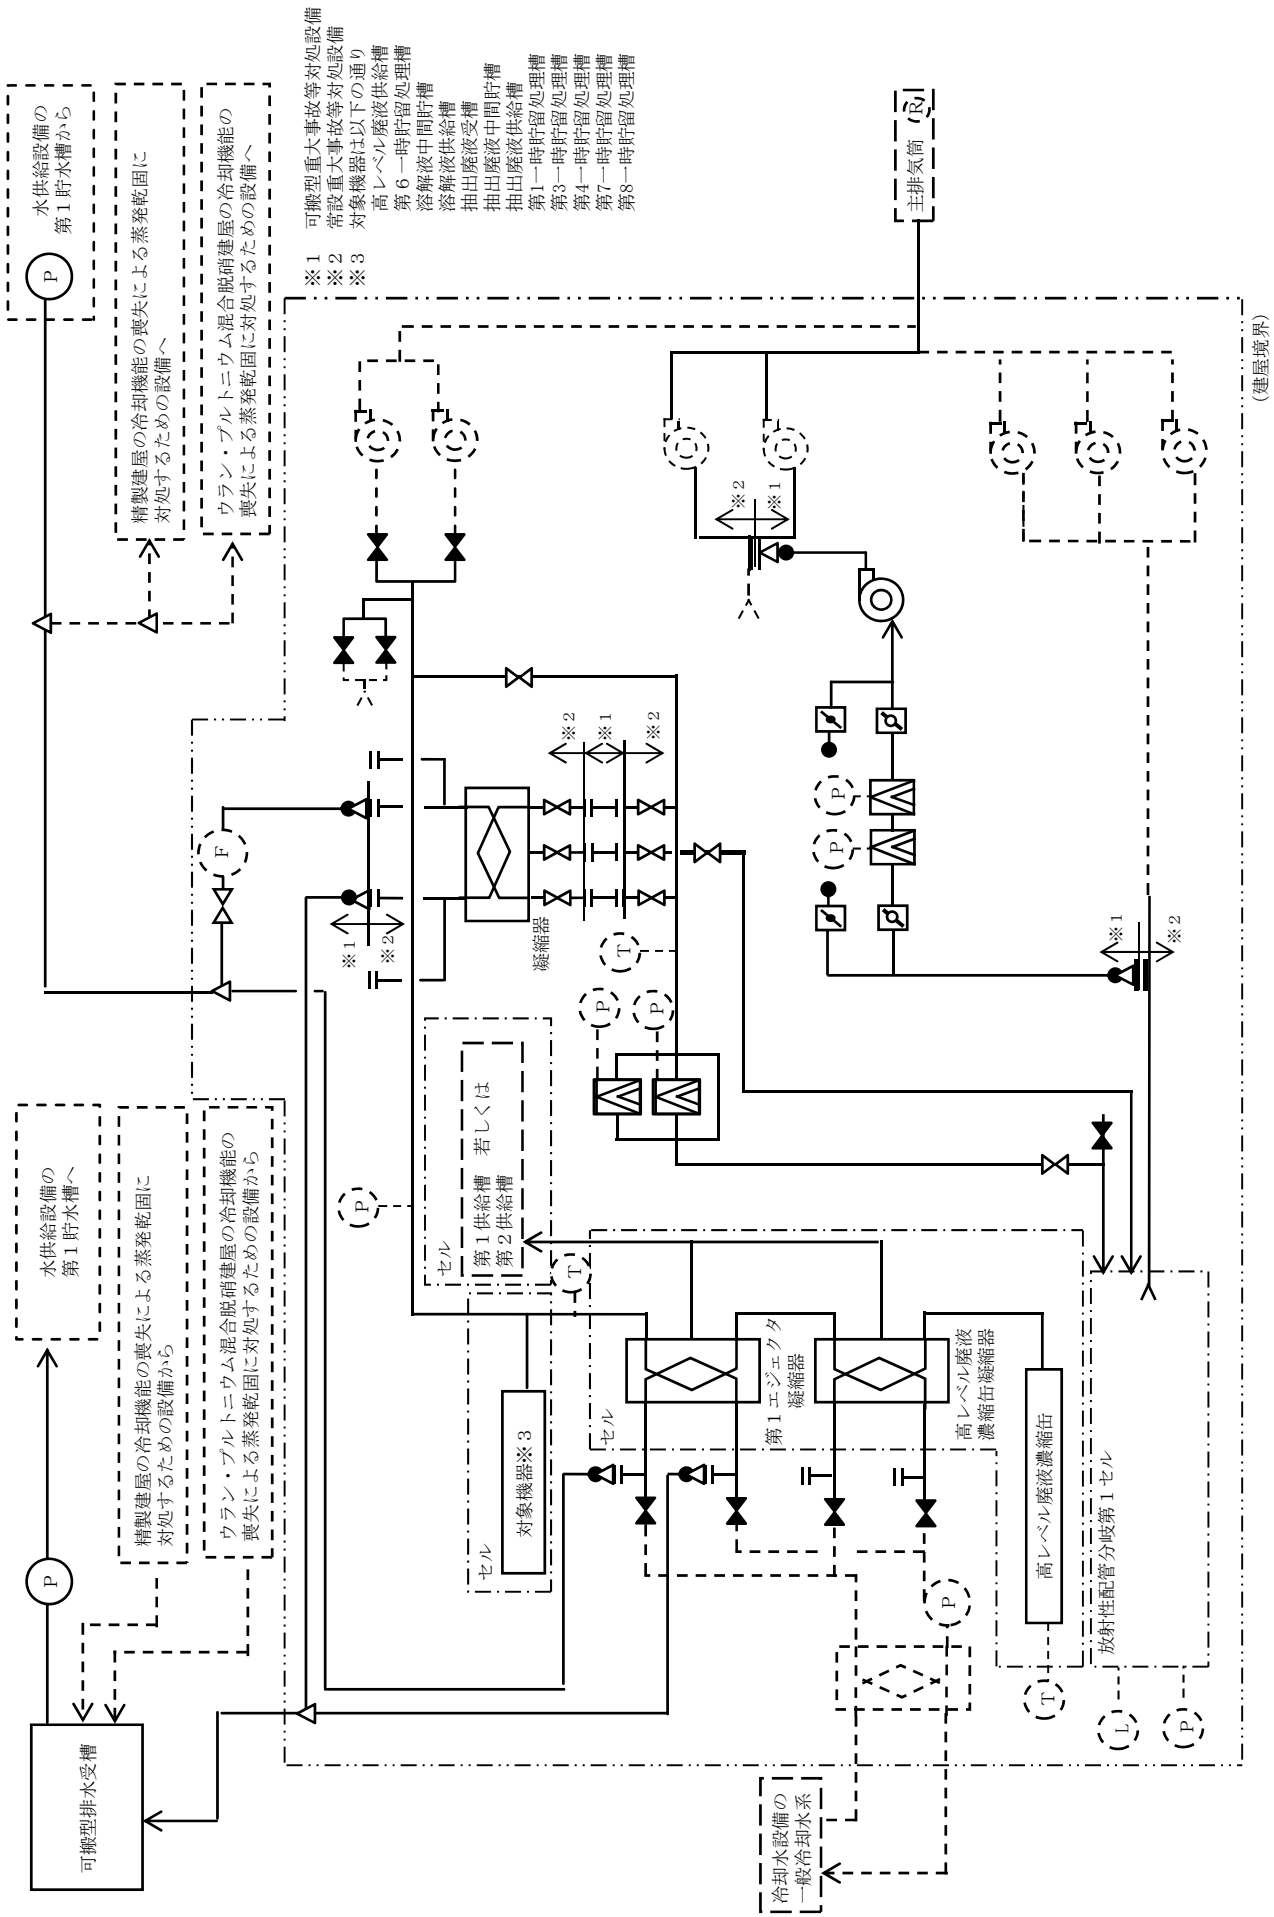 水供給設備の
第1貯水槽へ
P
精製建屋の冷却機能の喪失による蒸発乾固に
対処するための設備から
ウラン・プルトニウム混合脱硝建屋の冷却機能の
喪失による蒸発乾固に対処するための設備から
可搬型排水受槽
水供給設備の
第1貯水槽から
P
精製建屋の冷却機能の喪失による蒸発乾固に
対処するための設備へ
ウラン・プルトニウム混合脱硝建屋の冷却機能の
喪失による蒸発乾固に対処するための設備へ
※1 可搬型重大事故等対処設備
※2 常設重大事故等対処設備
※3 対象機器は以下の通り
高レベル廃液供給槽
第6一時貯留処理槽
溶解液中間貯槽
溶解液供給槽
抽出廃液受槽
抽出廃液中間貯槽
抽出廃液供給槽
第1一時貯留処理槽
第3一時貯留処理槽
第4一時貯留処理槽
第7一時貯留処理槽
第8一時貯留処理槽
F
※1
※2
凝縮器
※2
※1
※2
T
P
P
P
セル
第1供給槽 若しくは
第2供給槽
T
セル
対象機器※3
セル
第1エジェクタ
凝縮器
高レベル廃液
濃縮缶凝縮器
高レベル廃液濃縮缶
放射性配管分岐第1セル
P
T
L
P
冷却水設備の
一般冷却水系
※2
※1
P
P
※1
※2
主排気筒
R
(建屋境界)